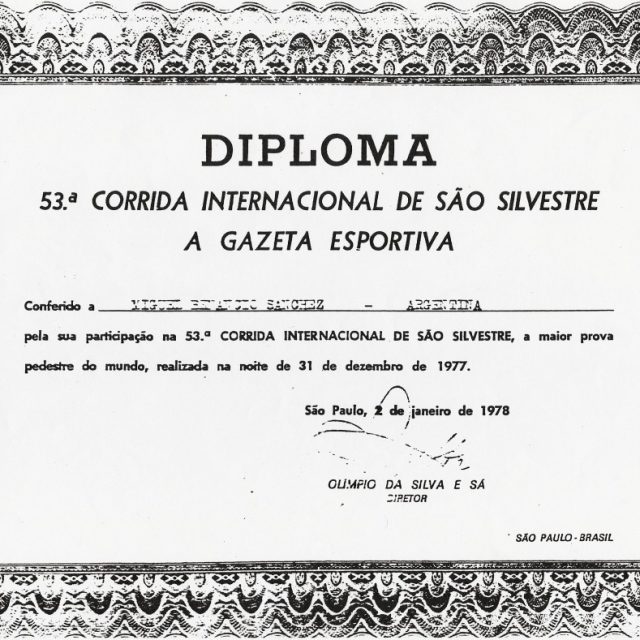 DIPLOMA
53.ª CORRIDA INTERNACIONAL DE SÃO SILVESTRE
A GAZETA ESPORTIVA
Conferido a MIGUEL BENANCIO SANCHEZ - ARGENTINA
pela sua participação na 53.ª CORRIDA INTERNACIONAL DE SÃO SILVESTRE, a maior prova
pedestre do mundo, realizada na noite de 31 de dezembro de 1977.
São Paulo, 2 de janeiro de 1978
OLÍMPIO DA SILVA E SÁ
DIRETOR
SÃO PAULO - BRASIL